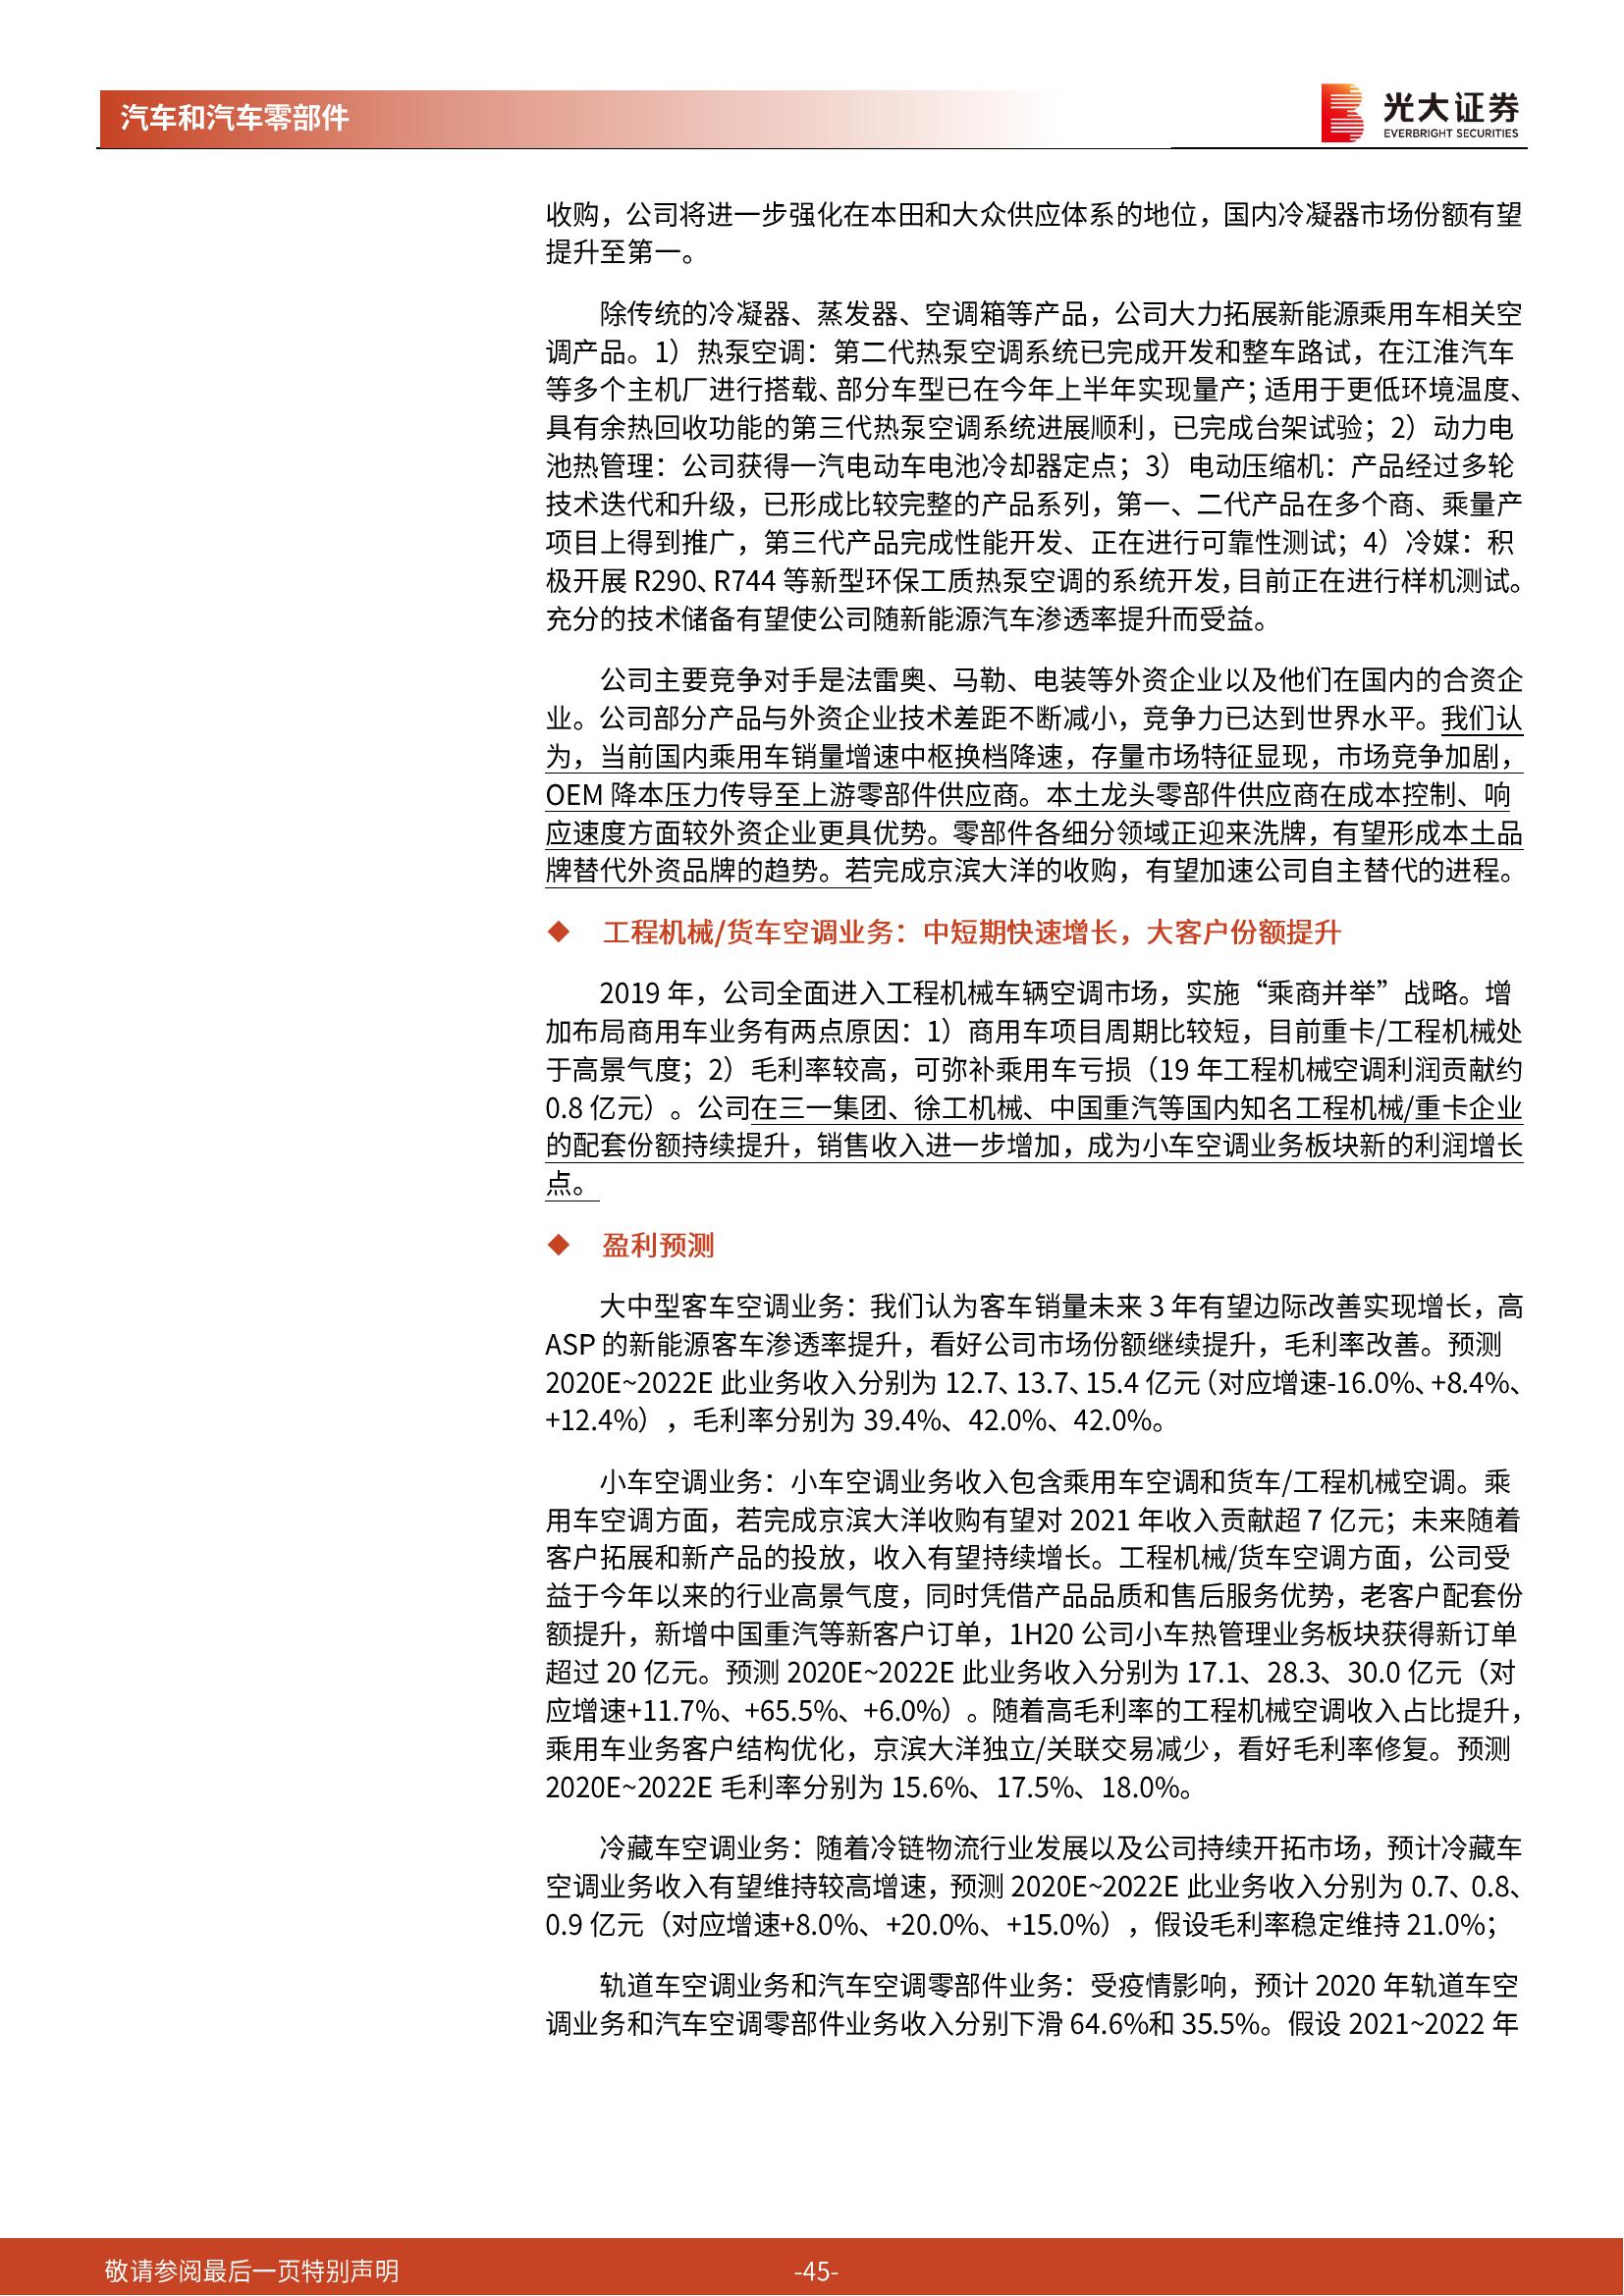 汽车和汽车零部件
光大证券
EVERBRIGHT SECURITIES
收购，公司将进一步强化在本田和大众供应体系的地位，国内冷凝器市场份额有望
提升至第一。
除传统的冷凝器、蒸发器、空调箱等产品，公司大力拓展新能源乘用车相关空
调产品。1）热泵空调：第二代热泵空调系统已完成开发和整车路试，在江淮汽车
等多个主机厂进行搭载、部分车型已在今年上半年实现量产；适用于更低环境温度、
具有余热回收功能的第三代热泵空调系统进展顺利，已完成台架试验；2）动力电
池热管理：公司获得一汽电动车电池冷却器定点；3）电动压缩机：产品经过多轮
技术迭代和升级，已形成比较完整的产品系列，第一、二代产品在多个商、乘量产
项目上得到推广，第三代产品完成性能开发、正在进行可靠性测试；4）冷媒：积
极开展 R290、R744 等新型环保工质热泵空调的系统开发，目前正在进行样机测试。
充分的技术储备有望使公司随新能源汽车渗透率提升而受益。
公司主要竞争对手是法雷奥、马勒、电装等外资企业以及他们在国内的合资企
业。公司部分产品与外资企业技术差距不断减小，竞争力已达到世界水平。我们认
为，当前国内乘用车销量增速中枢换档降速，存量市场特征显现，市场竞争加剧，
OEM 降本压力传导至上游零部件供应商。本土龙头零部件供应商在成本控制、响
应速度方面较外资企业更具优势。零部件各细分领域正迎来洗牌，有望形成本土品
牌替代外资品牌的趋势。若完成京滨大洋的收购，有望加速公司自主替代的进程。
◆ 工程机械/货车空调业务：中短期快速增长，大客户份额提升
2019 年，公司全面进入工程机械车辆空调市场，实施“乘商并举”战略。增
加布局商用车业务有两点原因：1）商用车项目周期比较短，目前重卡/工程机械处
于高景气度；2）毛利率较高，可弥补乘用车亏损（19 年工程机械空调利润贡献约
0.8 亿元）。公司在三一集团、徐工机械、中国重汽等国内知名工程机械/重卡企业
的配套份额持续提升，销售收入进一步增加，成为小车空调业务板块新的利润增长
点。
◆ 盈利预测
大中型客车空调业务：我们认为客车销量未来 3 年有望边际改善实现增长，高
ASP 的新能源客车渗透率提升，看好公司市场份额继续提升，毛利率改善。预测
2020E~2022E 此业务收入分别为 12.7、13.7、15.4 亿元（对应增速-16.0%、+8.4%、
+12.4%），毛利率分别为 39.4%、42.0%、42.0%。
小车空调业务：小车空调业务收入包含乘用车空调和货车/工程机械空调。乘
用车空调方面，若完成京滨大洋收购有望对 2021 年收入贡献超 7 亿元；未来随着
客户拓展和新产品的投放，收入有望持续增长。工程机械/货车空调方面，公司受
益于今年以来的行业高景气度，同时凭借产品品质和售后服务优势，老客户配套份
额提升，新增中国重汽等新客户订单，1H20 公司小车热管理业务板块获得新订单
超过 20 亿元。预测 2020E~2022E 此业务收入分别为 17.1、28.3、30.0 亿元（对
应增速+11.7%、+65.5%、+6.0%）。随着高毛利率的工程机械空调收入占比提升，
乘用车业务客户结构优化，京滨大洋独立/关联交易减少，看好毛利率修复。预测
2020E~2022E 毛利率分别为 15.6%、17.5%、18.0%。
冷藏车空调业务：随着冷链物流行业发展以及公司持续开拓市场，预计冷藏车
空调业务收入有望维持较高增速，预测 2020E~2022E 此业务收入分别为 0.7、0.8、
0.9 亿元（对应增速+8.0%、+20.0%、+15.0%），假设毛利率稳定维持 21.0%；
轨道车空调业务和汽车空调零部件业务：受疫情影响，预计 2020 年轨道车空
调业务和汽车空调零部件业务收入分别下滑 64.6%和 35.5%。假设 2021~2022 年
敬请参阅最后一页特别声明
-45-